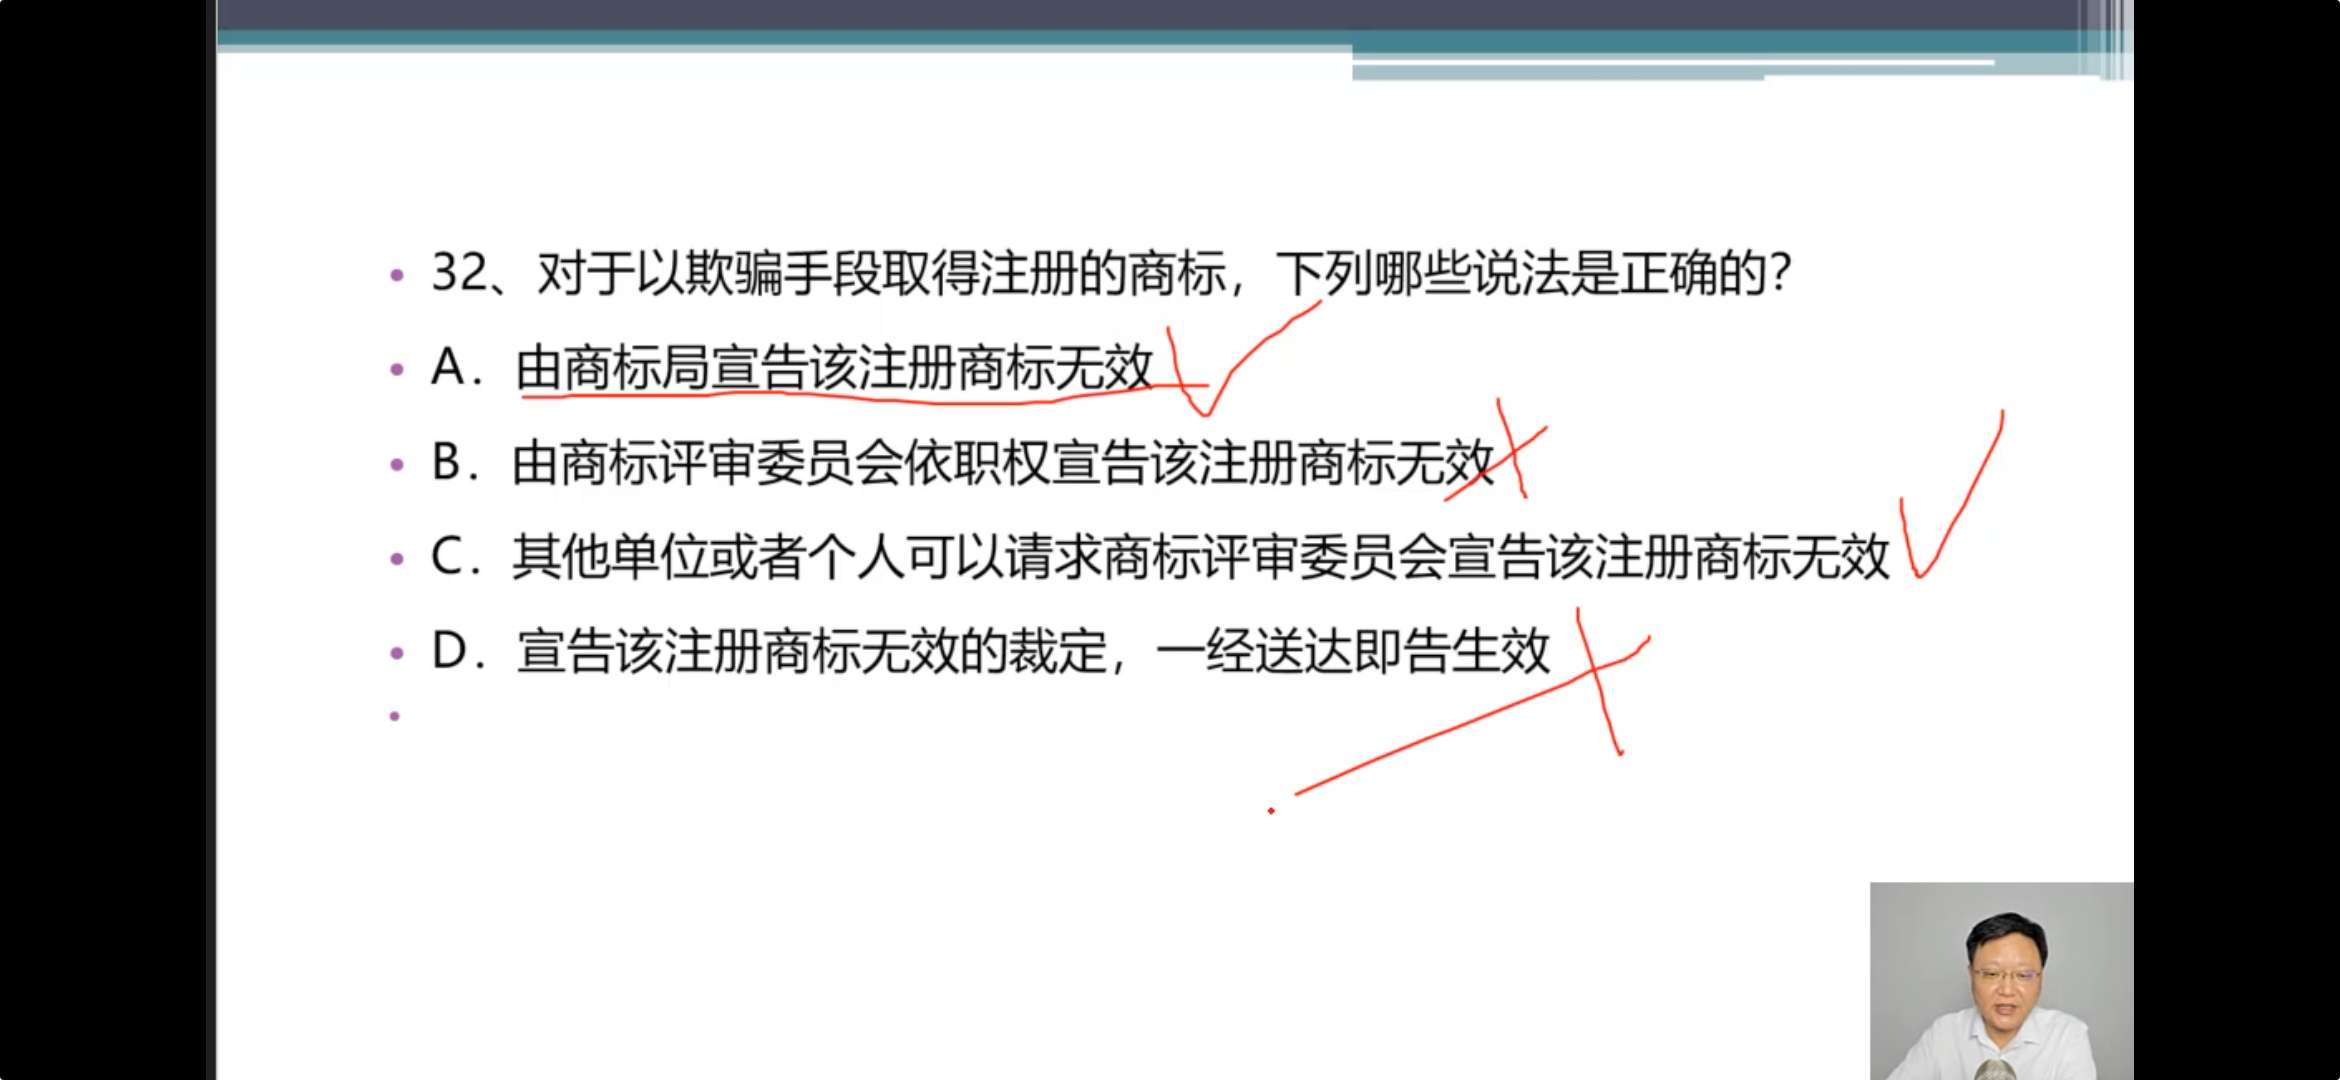 32、对于以欺骗手段取得注册的商标，下列哪些说法是正确的？
A．由商标局宣告该注册商标无效
B．由商标评审委员会依职权宣告该注册商标无效
C．其他单位或者个人可以请求商标评审委员会宣告该注册商标无效
D．宣告该注册商标无效的裁定，一经送达即告生效